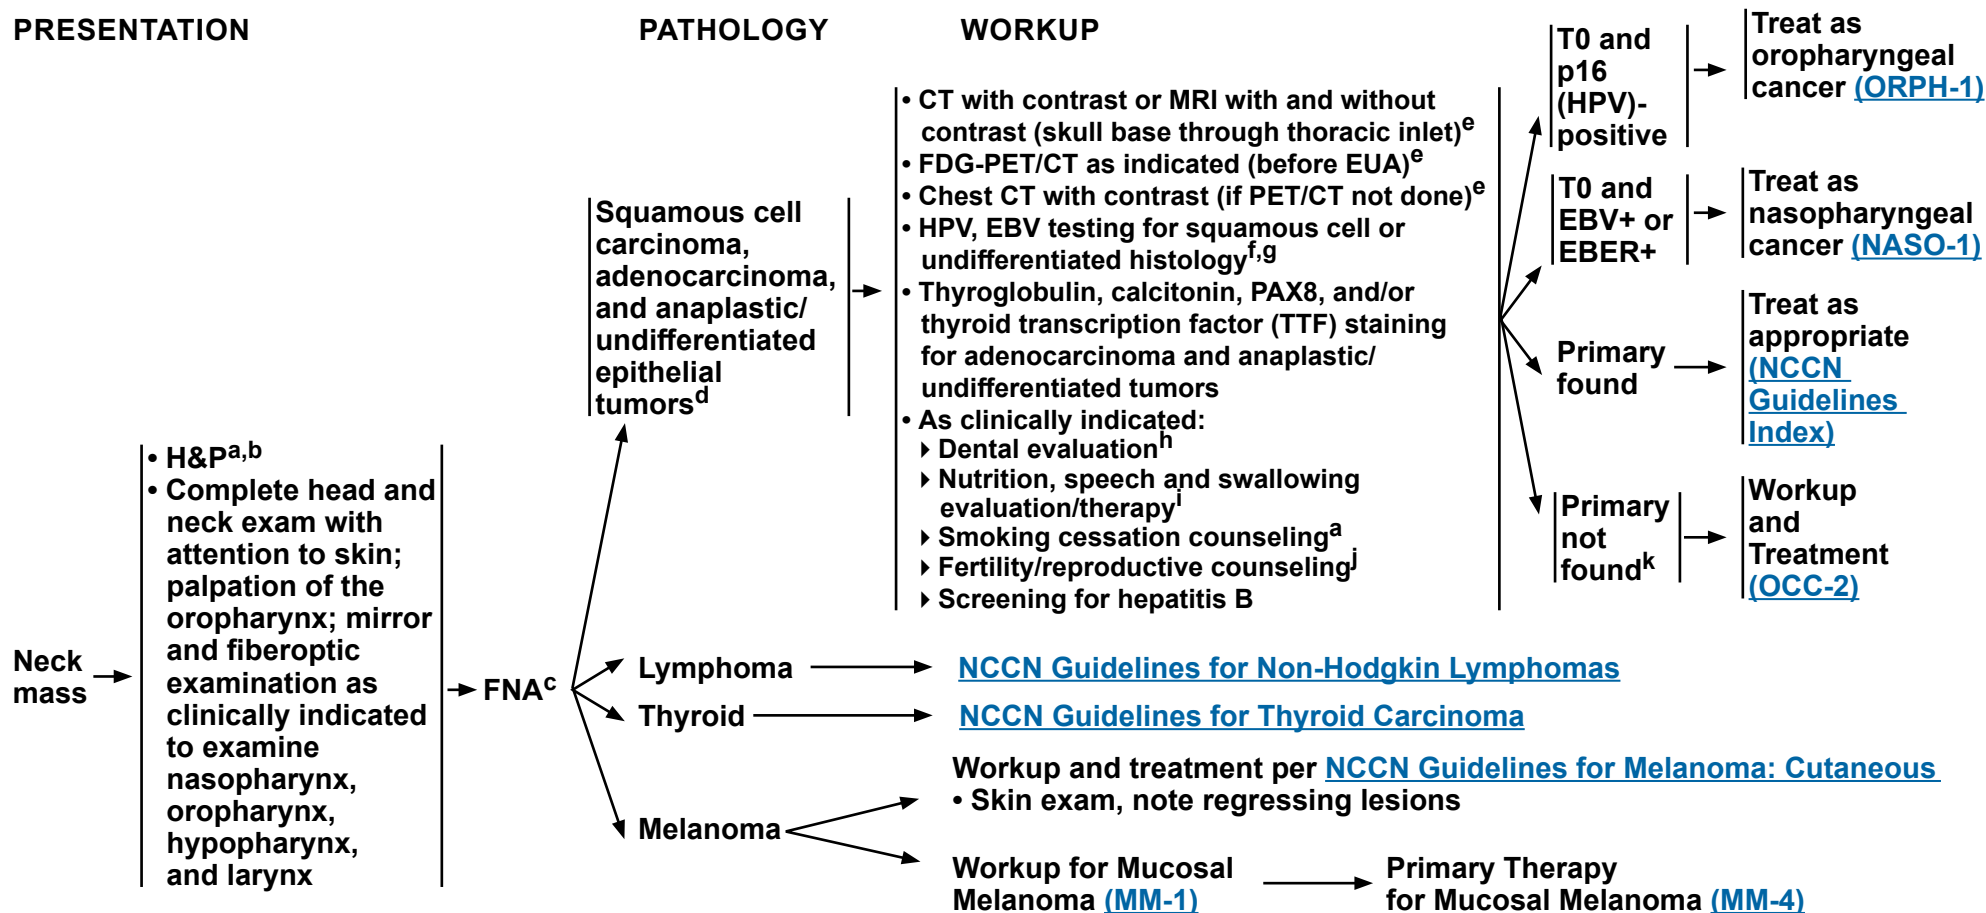 PRESENTATION
PATHOLOGY
WORKUP
Neck
mass
• H&Pa,b
• Complete head and
neck exam with
attention to skin;
palpation of the
oropharynx; mirror
and fiberoptic
examination as
clinically indicated
to examine
nasopharynx,
oropharynx,
hypopharynx,
and larynx
FNAc
Squamous cell
carcinoma,
adenocarcinoma,
and anaplastic/
undifferentiated
epithelial
tumorsd
• CT with contrast or MRI with and without
contrast (skull base through thoracic inlet)e
• FDG-PET/CT as indicated (before EUA)e
• Chest CT with contrast (if PET/CT not done)e
• HPV, EBV testing for squamous cell or
undifferentiated histologyf,g
• Thyroglobulin, calcitonin, PAX8, and/or
thyroid transcription factor (TTF) staining
for adenocarcinoma and anaplastic/
undifferentiated tumors
• As clinically indicated:
Dental evaluationh
Nutrition, speech and swallowing
evaluation/therapyi
Smoking cessation counselinga
Fertility/reproductive counselingj
Screening for hepatitis B
T0 and
p16
(HPV)-
positive
Treat as
oropharyngeal
cancer (ORPH-1)
T0 and
EBV+ or
EBER+
Treat as
nasopharyngeal
cancer (NASO-1)
Primary
found
Treat as
appropriate
(NCCN
Guidelines
Index)
Primary
not
foundk
Workup
and
Treatment
(OCC-2)
Lymphoma
NCCN Guidelines for Non-Hodgkin Lymphomas
Thyroid
NCCN Guidelines for Thyroid Carcinoma
Melanoma
Workup and treatment per NCCN Guidelines for Melanoma: Cutaneous
• Skin exam, note regressing lesions
Workup for Mucosal
Melanoma (MM-1)
Primary Therapy
for Mucosal Melanoma (MM-4)